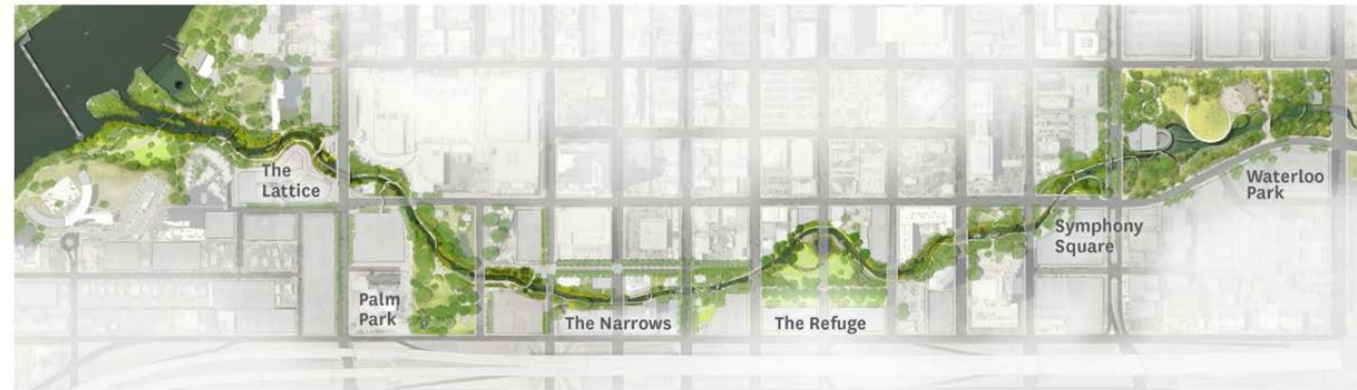 The
Lattice
Palm
Park
The Narrows
The Refuge
Symphony
Square
Waterloo
Park